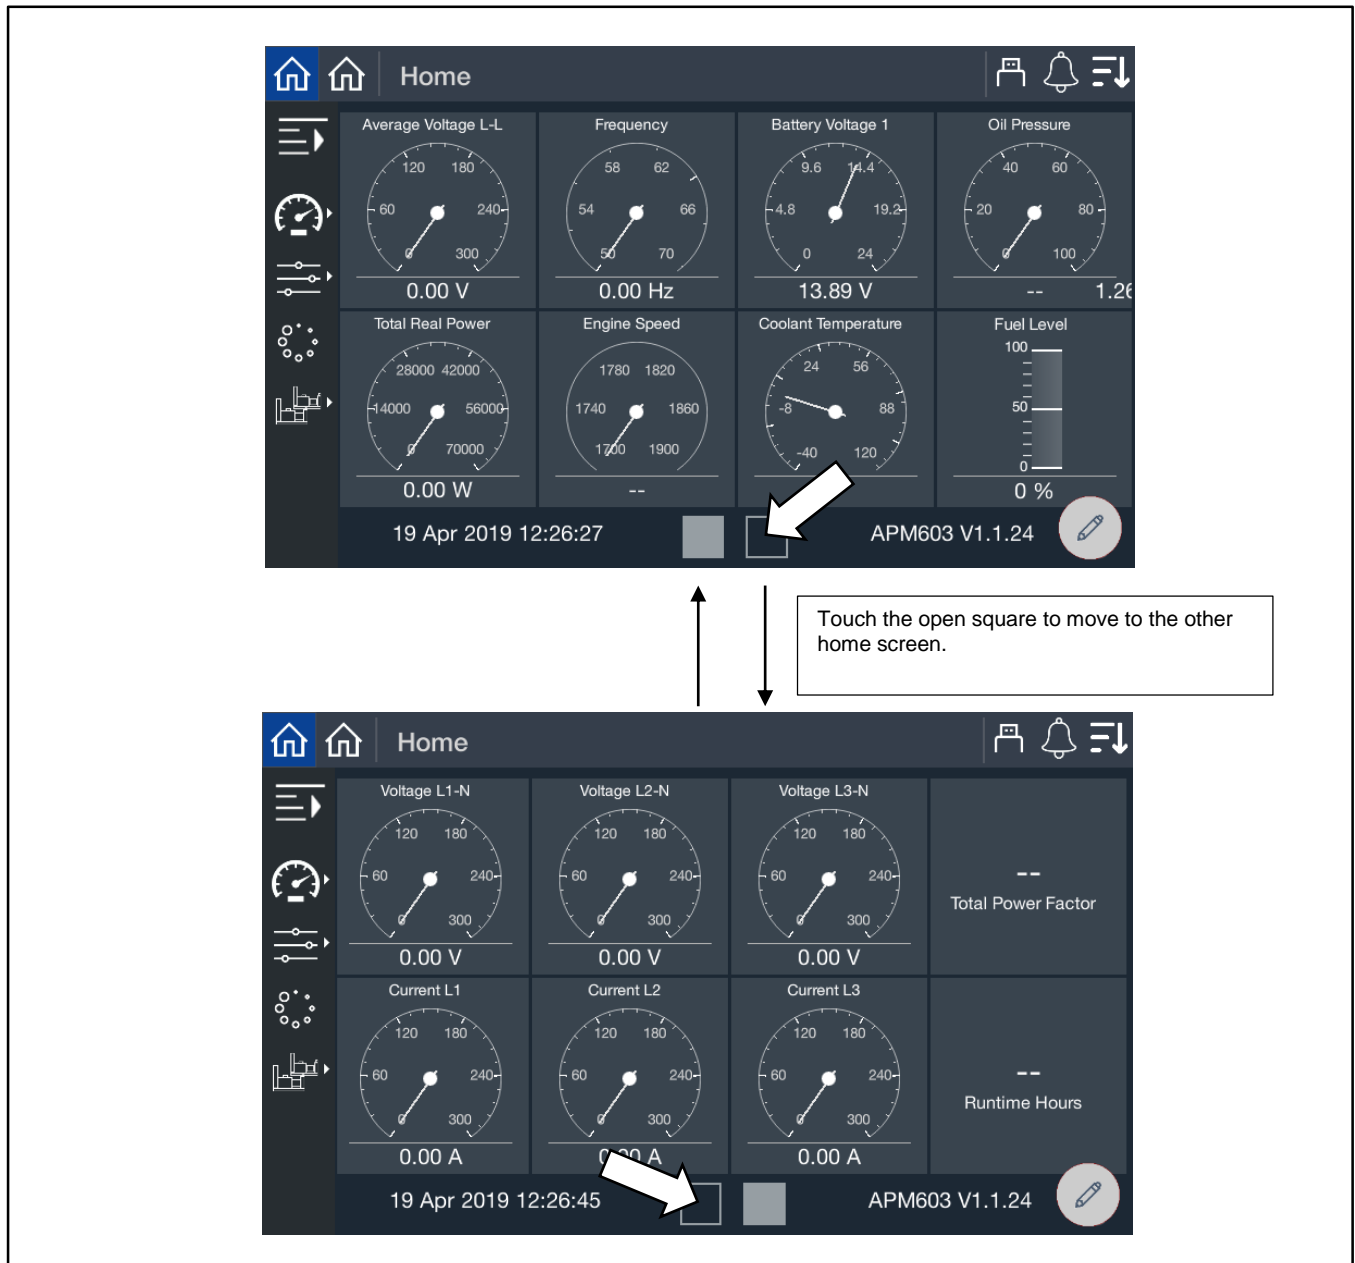 Home
Average Voltage L-L Frequency Battery Voltage 1 Oil Pressure
120 180 58 62 9.6 14.4 40 60
60 240 54 66 4.8 19.2 20 80
0 300 50 70 0 24 0 100
0.00 V 0.00 Hz 13.89 V -- 1.26
Total Real Power Engine Speed Coolant Temperature Fuel Level
100
28000 42000 1780 1820 24 56
14000 56000 1740 1860 -8 88 50
0 70000 1700 1900 -40 120 0
0.00 W -- 0 %
19 Apr 2019 12:26:27 APM603 V1.1.24
Touch the open square to move to the other
home screen.
Home
Voltage L1-N Voltage L2-N Voltage L3-N
120 180 120 180 120 180
60 240 60 240 60 240 --
Total Power Factor
0 300 0 300 0 300
0.00 V 0.00 V 0.00 V
Current L1 Current L2 Current L3
120 180 120 180 120 180
60 240 60 240 60 240 --
Runtime Hours
0 300 0 300 0 300
0.00 A 0.00 A 0.00 A
19 Apr 2019 12:26:45 APM603 V1.1.24